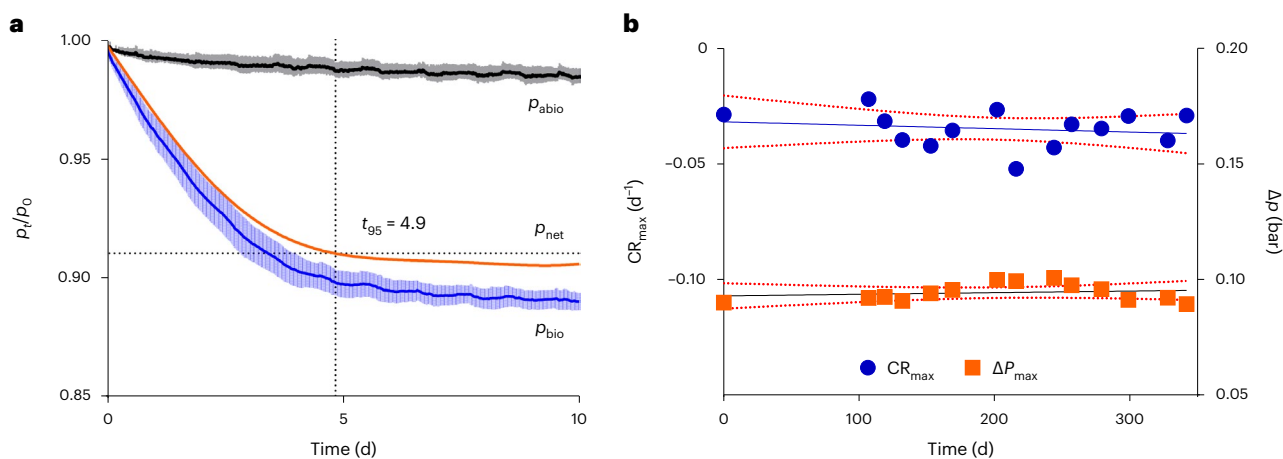 a
1.00
0.95
0.90
0.85
pt/p0
pabio
t95 = 4.9
pnet
pbio
0
5
10
Time (d)
b
0
−0.05
−0.10
CRmax (d−1)
0.20
0.15
0.10
0.05
Δp (bar)
CRmax
ΔPmax
0
100
200
300
Time (d)